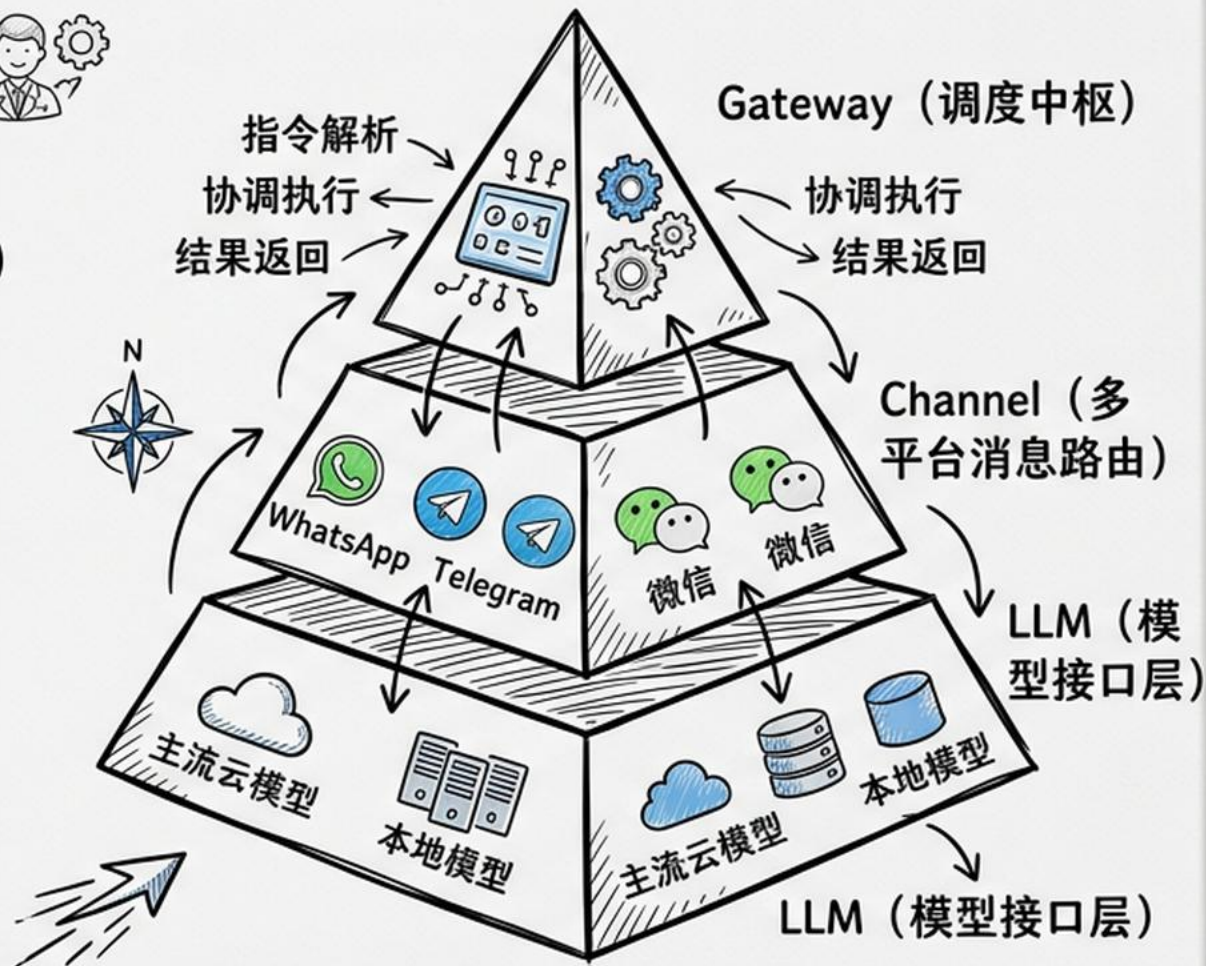 Gateway（调度中枢）
指令解析
协调执行
结果返回
协调执行
结果返回
N
Channel（多
平台消息路由）
WhatsApp
Telegram
微信
微信
LLM（模
型接口层）
主流云模型
本地模型
主流云模型
本地模型
LLM（模型接口层）